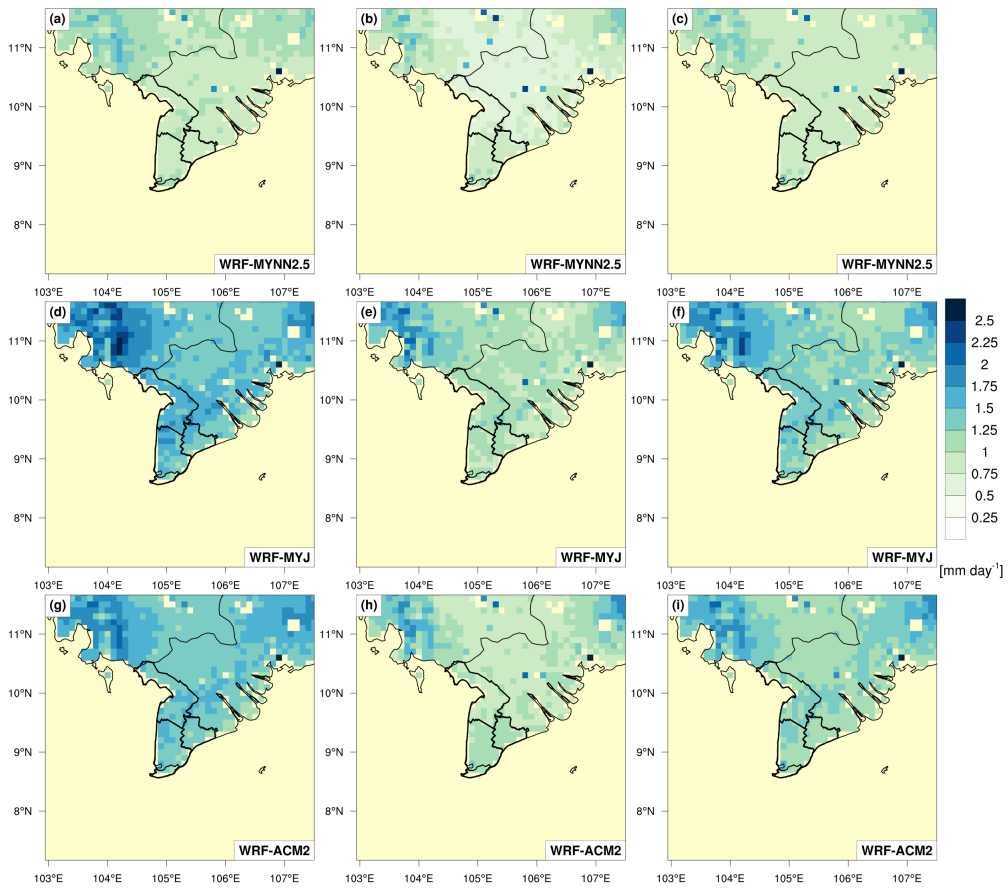 (a) (b) (c)
11°N 11°N 11°N
10°N 10°N 10°N
9°N 9°N 9°N
8°N 8°N 8°N
WRF-MYNN2.5 WRF-MYNN2.5 WRF-MYNN2.5
103°E 104°E 105°E 106°E 107°E 103°E 104°E 105°E 106°E 107°E 103°E 104°E 105°E 106°E 107°E
(d) (e) (f)
2.5
11°N 11°N 11°N
2.25
2
10°N 10°N 10°N
1.75
1.5
1.25
9°N 9°N 9°N
1
0.75
0.5
8°N 8°N 8°N
0.25
WRF-MYJ WRF-MYJ WRF-MYJ
[mm day-1]
103°E 104°E 105°E 106°E 107°E 103°E 104°E 105°E 106°E 107°E 103°E 104°E 105°E 106°E 107°E
(g) (h) (i)
11°N 11°N 11°N
10°N 10°N 10°N
9°N 9°N 9°N
8°N 8°N 8°N
WRF-ACM2 WRF-ACM2 WRF-ACM2
103°E 104°E 105°E 106°E 107°E 103°E 104°E 105°E 106°E 107°E 103°E 104°E 105°E 106°E 107°E